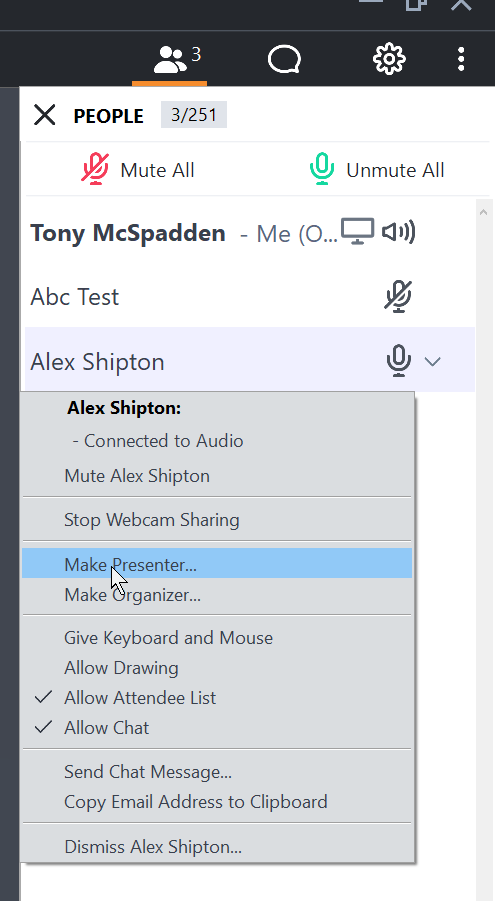 3
PEOPLE 3/251
Mute All Unmute All
Tony McSpadden - Me (O...
Abc Test
Alex Shipton
Alex Shipton:
- Connected to Audio
Mute Alex Shipton
Stop Webcam Sharing
Make Presenter...
Make Organizer...
Give Keyboard and Mouse
Allow Drawing
Allow Attendee List
Allow Chat
Send Chat Message...
Copy Email Address to Clipboard
Dismiss Alex Shipton...